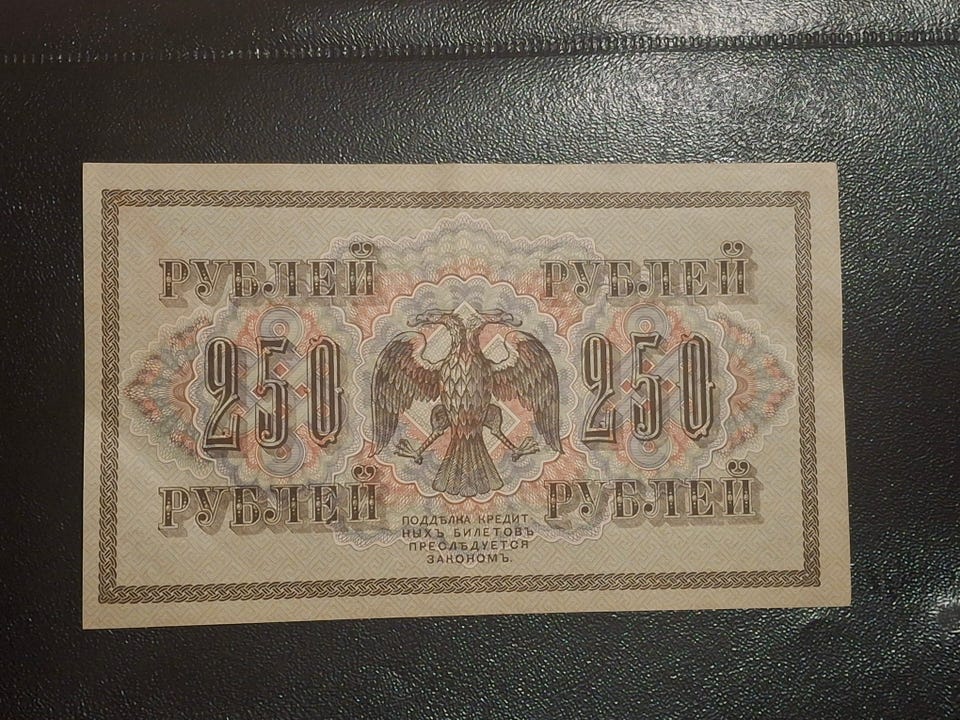 РУБЛЕЙ РУБЛЕЙ
250 250
РУБЛЕЙ РУБЛЕЙ
ПОДДѢЛКА КРЕДИТ-
НЫХЪ БИЛЕТОВЪ
ПРЕСЛѢДУЕТСЯ
ЗАКОНОМЪ.